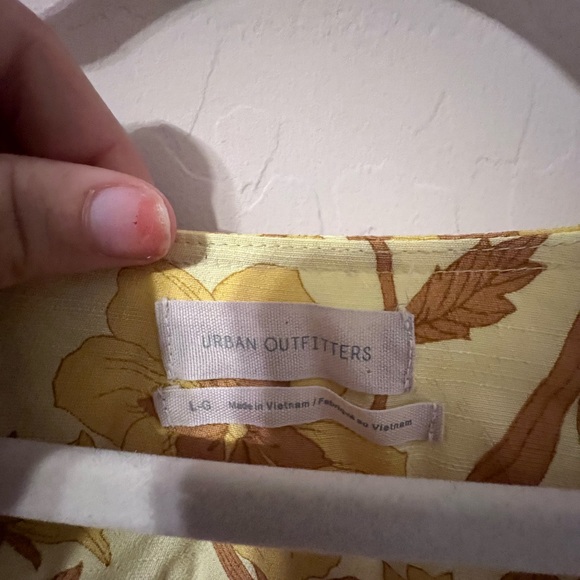 URBAN OUTFITTERS
L-G Made in Vietnam / Fabriqué au Vietnam